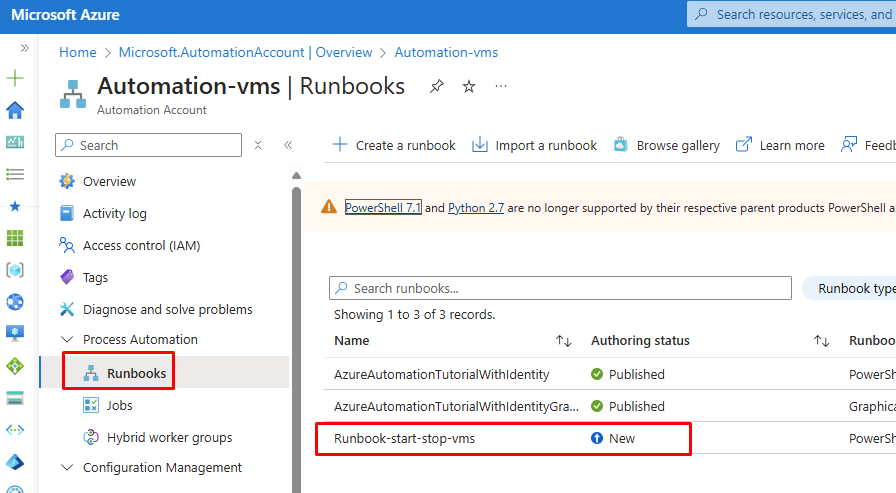 Microsoft Azure
Search resources, services, and
Home > Microsoft.AutomationAccount | Overview > Automation-vms
Automation-vms | Runbooks
Automation Account
Search
Create a runbook
Import a runbook
Browse gallery
Learn more
Feedb
Overview
Activity log
Access control (IAM)
Tags
Diagnose and solve problems
Process Automation
Runbooks
Jobs
Hybrid worker groups
Configuration Management
PowerShell 7.1 and Python 2.7 are no longer supported by their respective parent products PowerShell a
Search runbooks...
Runbook type
Showing 1 to 3 of 3 records.
Name Authoring status Runboo
AzureAutomationTutorialWithIdentity Published PowerS
AzureAutomationTutorialWithIdentityGra... Published Graphica
Runbook-start-stop-vms New PowerS